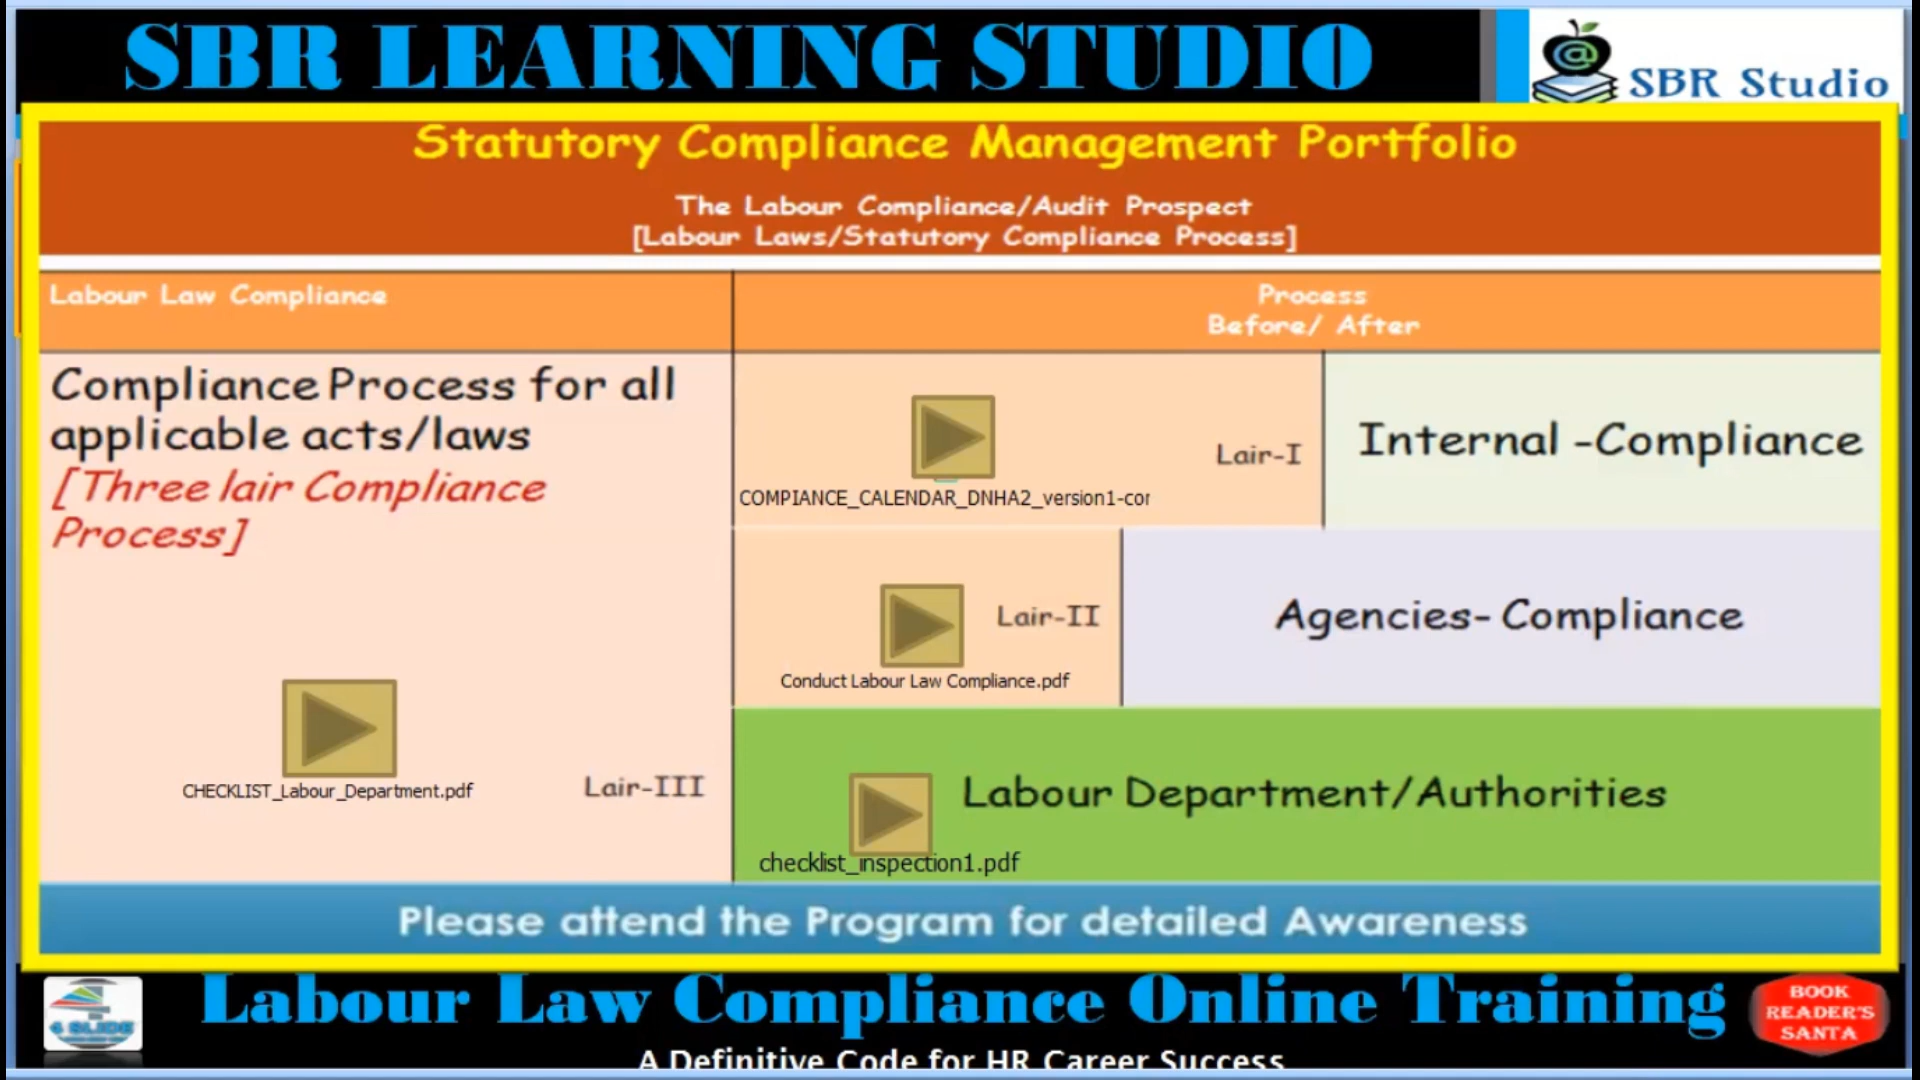 SBR LEARNING STUDIO
@
SBR Studio
Statutory Compliance Management Portfolio
The Labour Compliance/Audit Prospect
[Labour Laws/Statutory Compliance Process]
Labour Law Compliance
Process
Before/ After
Compliance Process for all
applicable acts/laws
[Three lair Compliance
Process]
CHECKLIST_Labour_Department.pdf
Lair-III
COMPIANCE_CALENDAR_DNHA2_version1-cor
Lair-I
Internal -Compliance
Conduct Labour Law Compliance.pdf
Lair-II
Agencies- Compliance
checklist_inspection1.pdf
Labour Department/Authorities
Please attend the Program for detailed Awareness
4 SLIDE
Labour Law Compliance Online Training
A Definitive Code for HR Career Success
BOOK
READER'S
SANTA